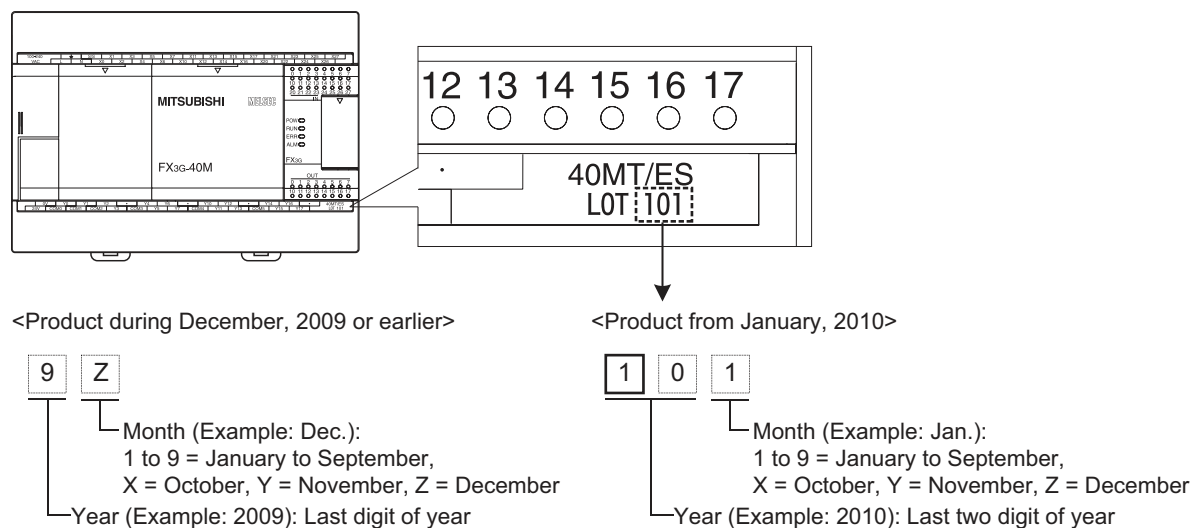 MITSUBISHI
MELSEC
POW
RUN
ERR
ALM
FX3G-40M
FX3G
IN
OUT
12 13 14 15 16 17
40MT/ES
LOT 101
<Product during December, 2009 or earlier>
9 Z
Month (Example: Dec.):
1 to 9 = January to September,
X = October, Y = November, Z = December
Year (Example: 2009): Last digit of year
<Product from January, 2010>
1 0 1
Month (Example: Jan.):
1 to 9 = January to September,
X = October, Y = November, Z = December
Year (Example: 2010): Last two digit of year